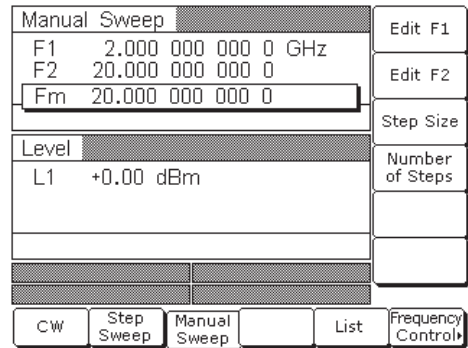 Manual Sweep
F1 2.000 000 000 0 GHz
F2 20.000 000 000 0
Fm 20.000 000 000 0
Level
L1 +0.00 dBm
Edit F1
Edit F2
Step Size
Number
of Steps
CW
Step
Sweep
Manual
Sweep
List
Frequency
Control▸